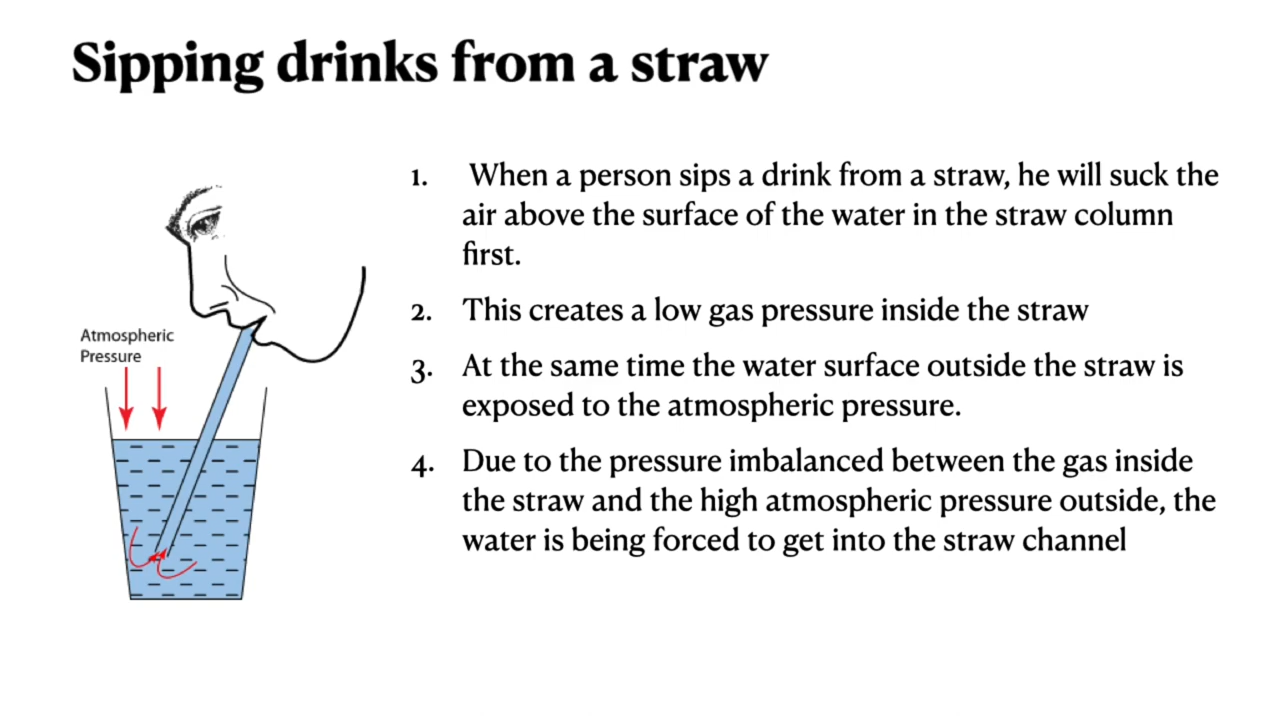 Sipping drinks from a straw
1. When a person sips a drink from a straw, he will suck the
air above the surface of the water in the straw column
first.
2. This creates a low gas pressure inside the straw
3. At the same time the water surface outside the straw is
exposed to the atmospheric pressure.
4. Due to the pressure imbalanced between the gas inside
the straw and the high atmospheric pressure outside, the
water is being forced to get into the straw channel
Atmospheric
Pressure